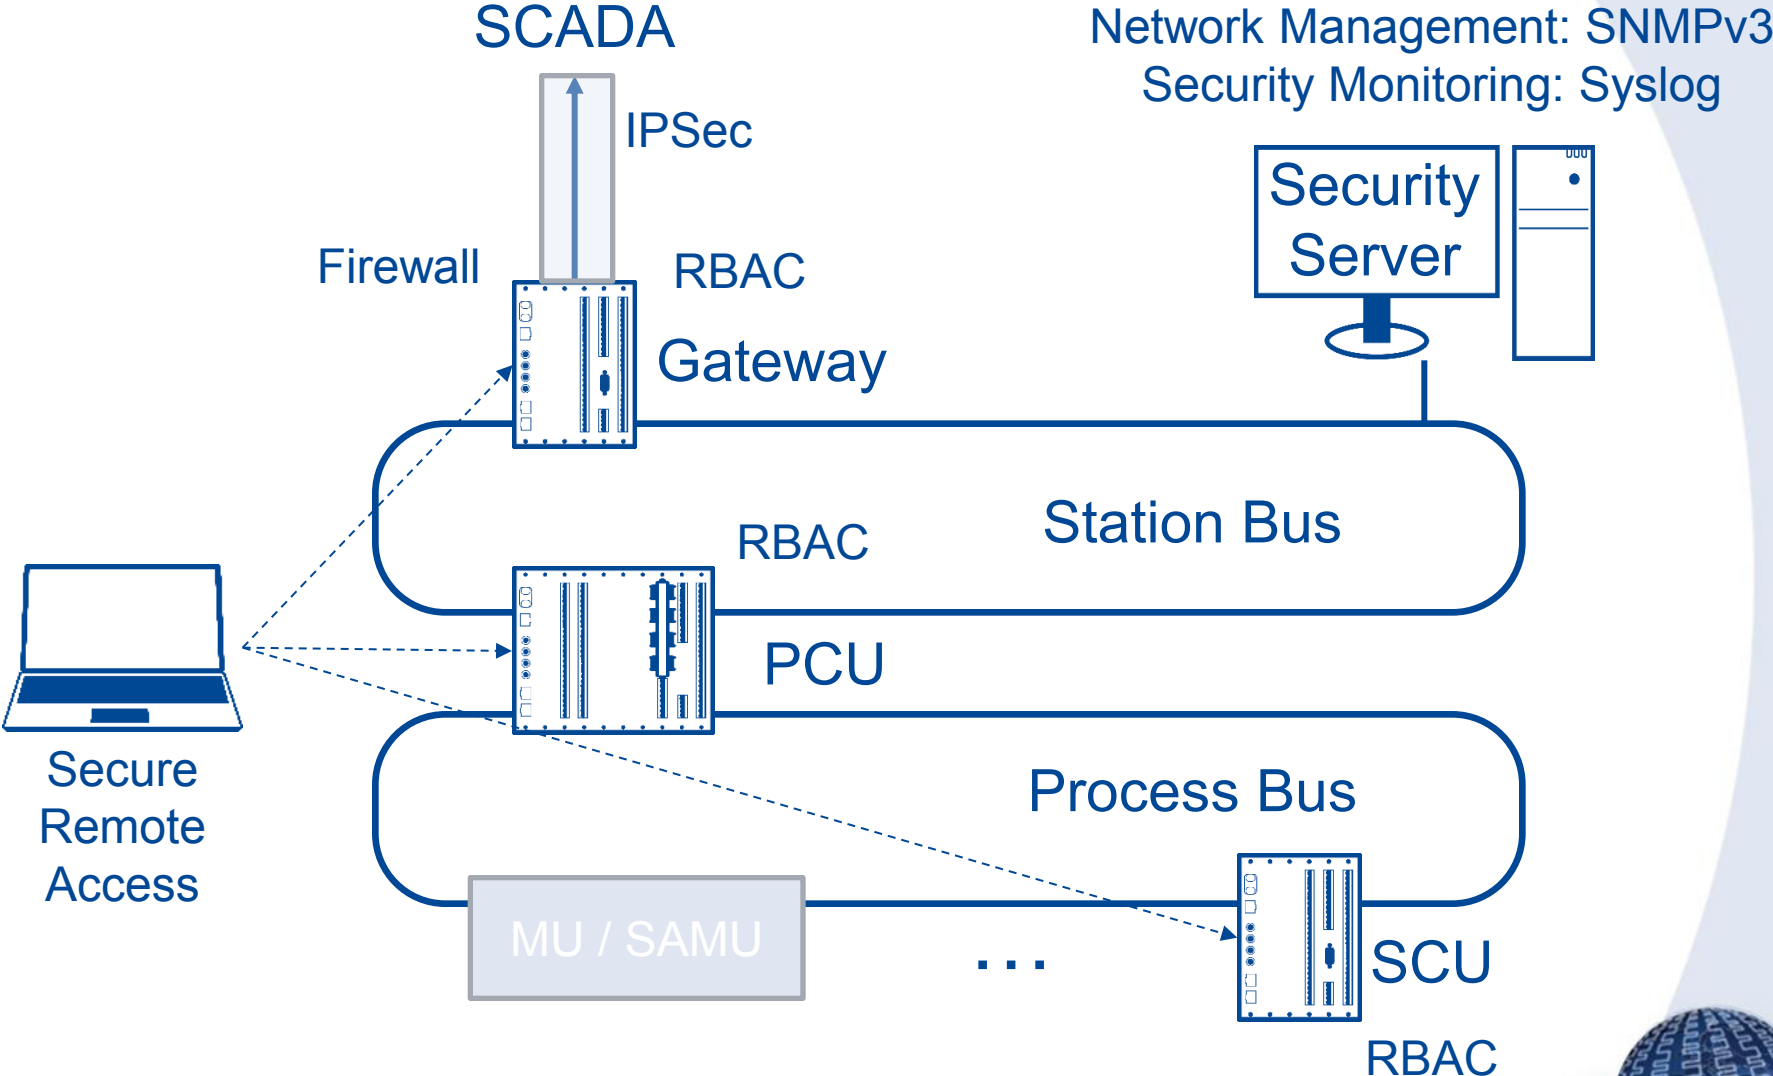 SCADA
Network Management: SNMPv3
Security Monitoring: Syslog
IPSec
Security
Server
Firewall
RBAC
Gateway
Station Bus
RBAC
PCU
Secure
Remote
Access
Process Bus
MU / SAMU
...
SCU
RBAC